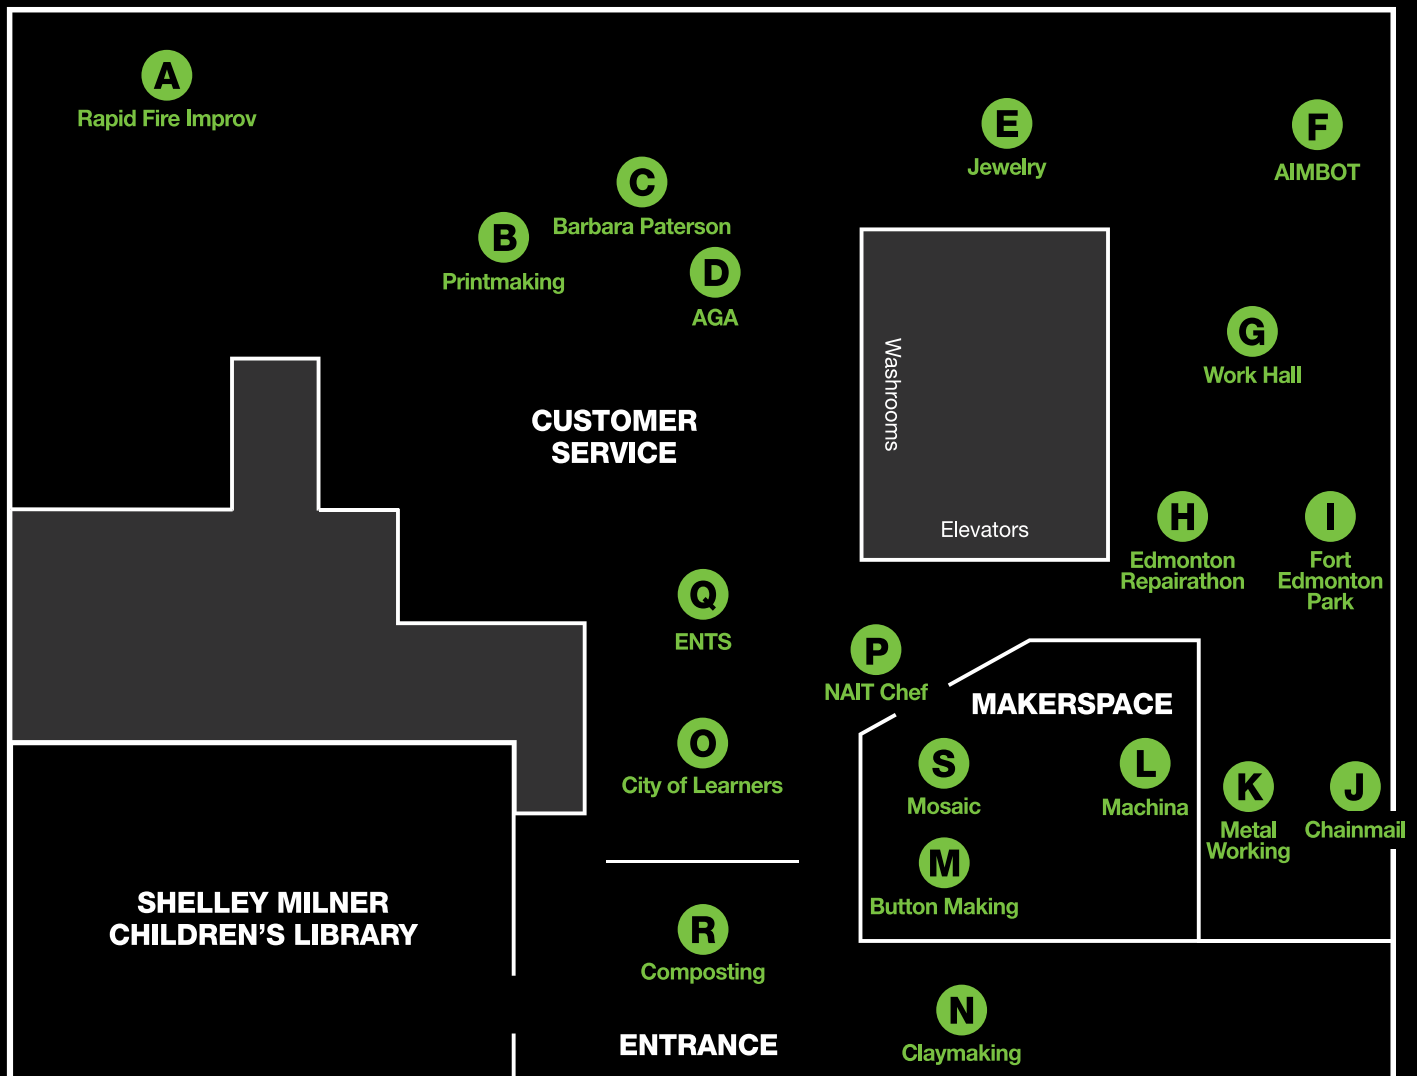 A
Rapid Fire Improv
E
Jewelry
F
AIMBOT
C
Barbara Paterson
B
Printmaking
D
AGA
G
Work Hall
Washrooms
CUSTOMER
SERVICE
Elevators
H
Edmonton
Repairathon
I
Fort
Edmonton
Park
Q
ENTS
P
NAIT Chef
MAKERSPACE
O
City of Learners
S
Mosaic
L
Machina
K
Metal
Working
J
Chainmail
M
Button Making
SHELLEY MILNER
CHILDREN'S LIBRARY
R
Composting
N
Claymaking
ENTRANCE